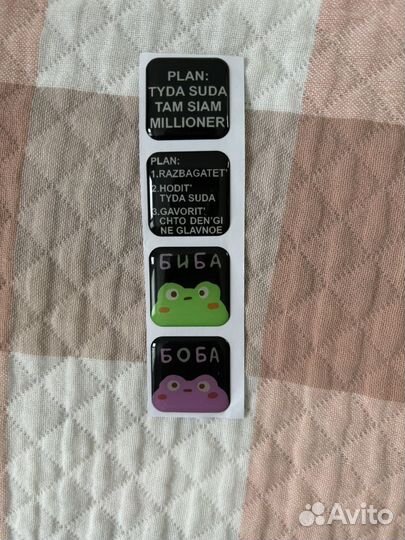 PLAN:
TYDA SUDA
TAM SIAM
MILLIONER
PLAN:
1.RAZBAGATET'
2.HODIT'
TYDA SUDA
3.GAVORIT'
CHTO DEN'GI
NE GLAVNOE
БИБА
БОБА
Avito